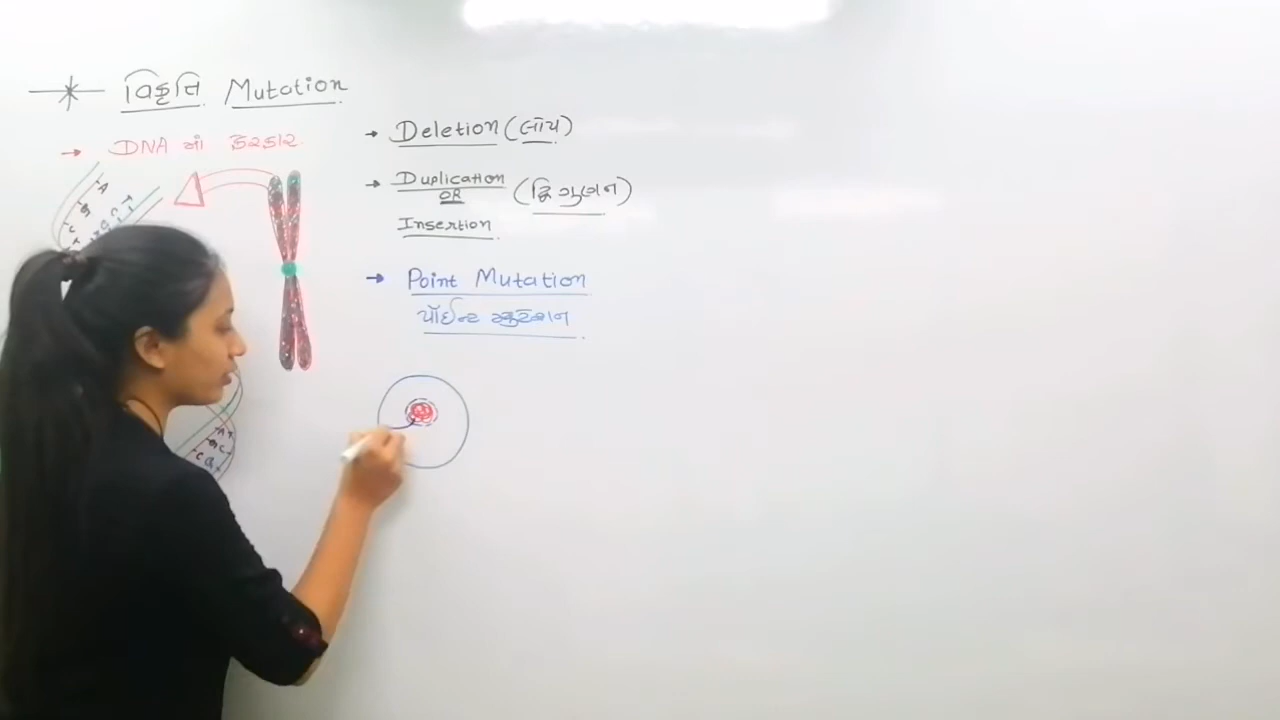 વિકૃતિ Mutation
→ DNA માં ફેરફાર
→ Deletion (લોપ)
→ Duplication
OR
(દ્વિગુણન)
Insertion
→ Point Mutation
પોઈન્ટ મ્યુટેશન